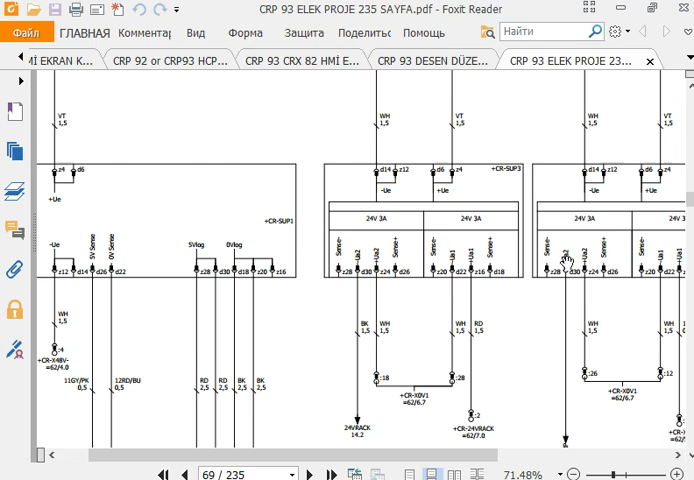 CRP 93 ELEK PROJE 235 SAYFA.pdf - Foxit Reader
Файл
ГЛАВНАЯ
Комментар
Вид
Форма
Защита
Поделитьс
Помощь
Найти
Mİ EKRAN K...
CRP 92 or CRP93 HCP...
CRP 93 CRX 82 HMİ E...
CRP 93 DESEN DÜZE...
CRP 93 ELEK PROJE 23...
VT
1,5
WH
1,5
VT
1,5
WH
1,5
VT
1,5
z4
d6
+Ue
+CR-SUP1
-Ue
5V Sense
0V Sense
5Vlog
0Vlog
z12
d14
d26
d22
z28
d30
d18
z20
z16
d14
z12
d6
z4
+CR-SUP3
-Ue
+Ue
24V 3A
24V 3A
Sense-
-Ua2
+Ua2
Sense+
Sense-
-Ua1
+Ua1
Sense+
z28
d30
z24
d26
z20
d22
z16
d18
d14
z12
d6
z4
-Ue
+Ue
24V 3A
24V 3A
Sense-
+Ua2
Sense+
Sense-
-Ua1
+Ua1
z28
d30
z24
d26
z20
d22
z16
WH
1,5
:4
+CR-X48V-
=62/4.0
11GY/PK
0,5
12RD/BU
0,5
RD
2,5
RD
2,5
BK
2,5
BK
2,5
BK
1,5
WH
1,5
WH
1,5
RD
1,5
:18
:28
+CR-X0V1
=62/6.7
24VRACK
14.2
:2
+CR-24VRACK
=62/7.0
WH
1,5
WH
1,5
:26
:12
+CR-X0V1
=62/6.7
69 / 235
71.48%